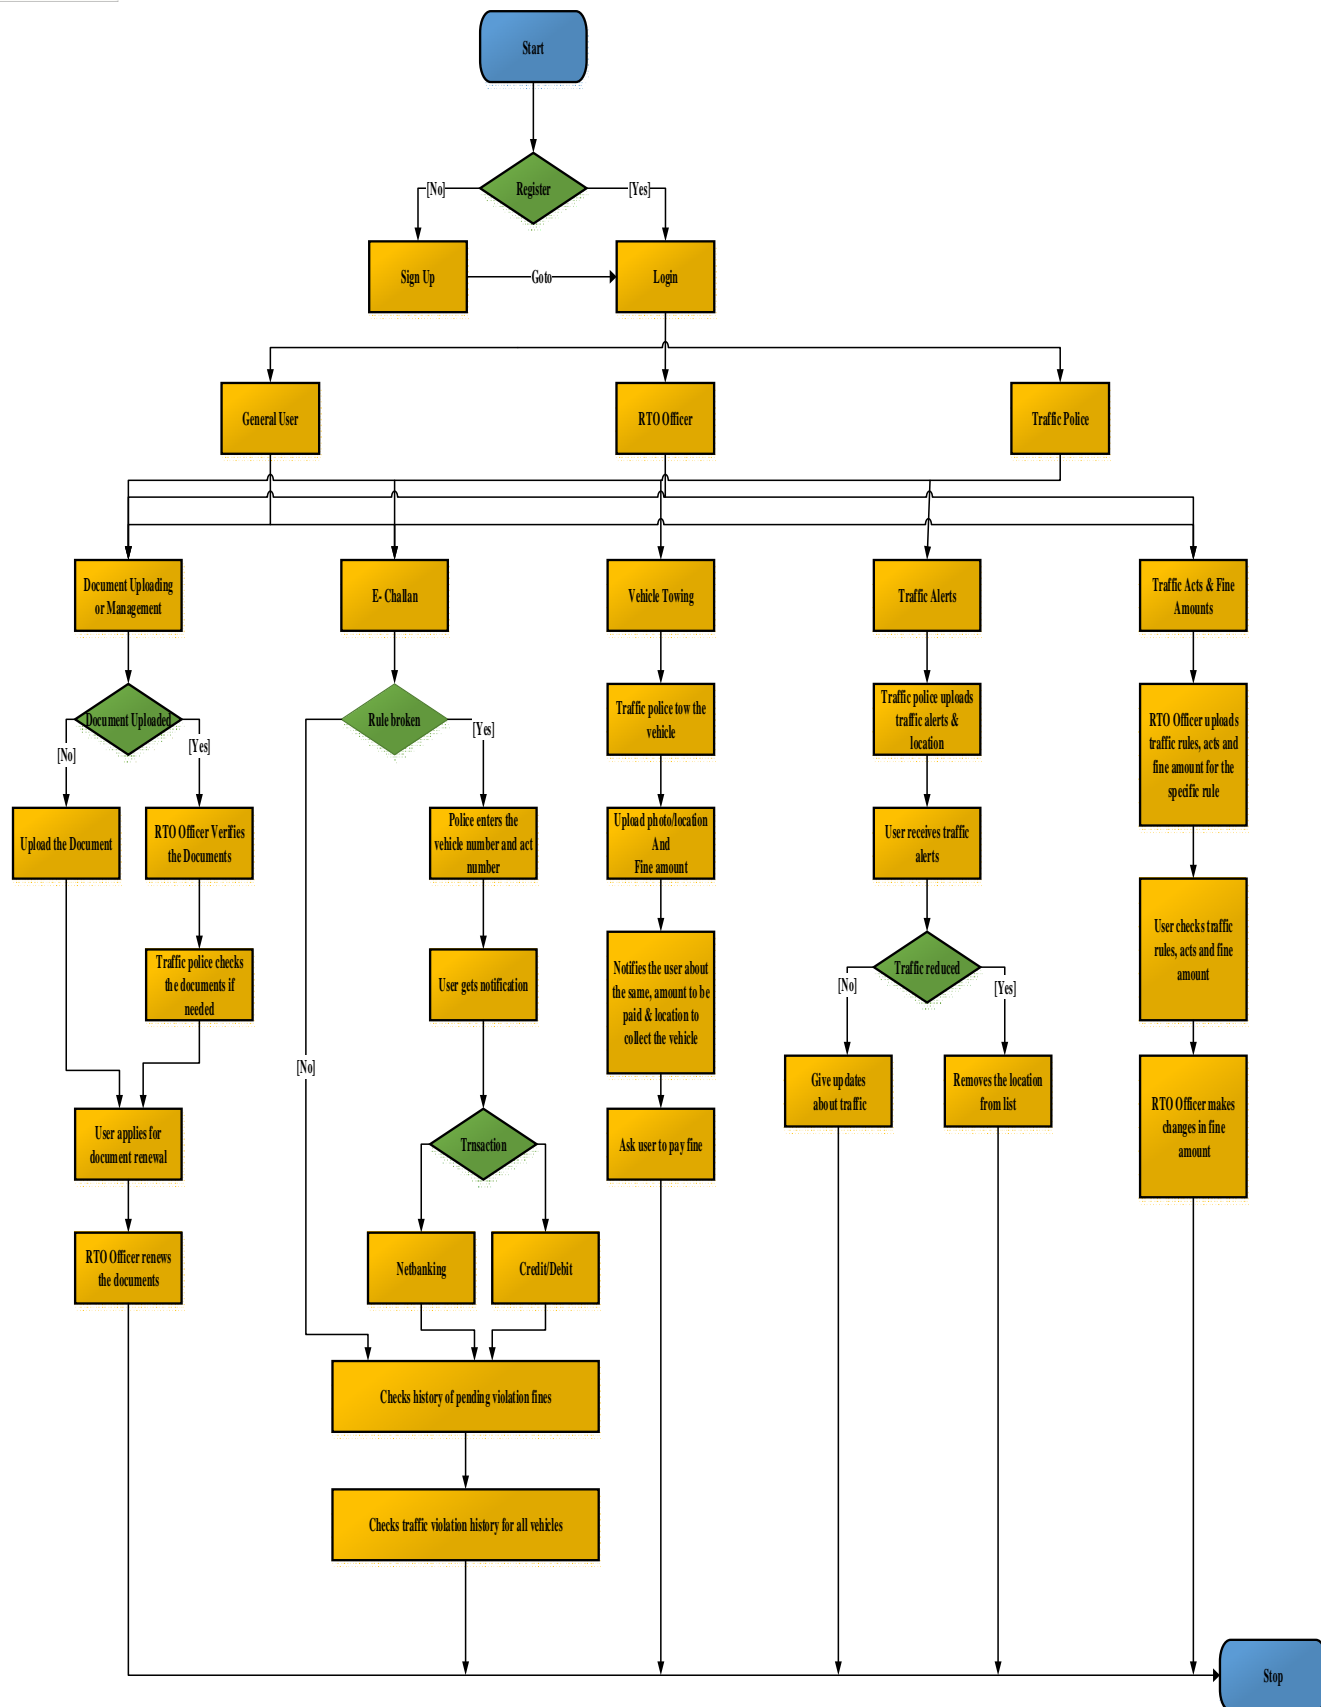 Start
Register
[No]
[Yes]
Sign Up
Goto
Login
General User
RTO Officer
Traffic Police
Document Uploading
or Management
E- Challan
Vehicle Towing
Traffic Alerts
Traffic Acts & Fine
Amounts
Document Uploaded
[No]
[Yes]
Rule broken
[Yes]
[No]
Traffic police tow the
vehicle
Traffic police uploads
traffic alerts &
location
RTO Officer uploads
traffic rules, acts and
fine amount for the
specific rule
Upload the Document
RTO Officer Verifies
the Documents
Police enters the
vehicle number and act
number
Upload photo/location
And
Fine amount
User receives traffic
alerts
User checks traffic
rules, acts and fine
amount
Traffic police checks
the documents if
needed
User gets notification
Notifies the user about
the same, amount to be
paid & location to
collect the vehicle
Traffic reduced
[No]
[Yes]
Give updates
about traffic
Removes the location
from list
RTO Officer makes
changes in fine
amount
User applies for
document renewal
Trnsaction
Ask user to pay fine
RTO Officer renews
the documents
Netbanking
Credit/Debit
Checks history of pending violation fines
Checks traffic violation history for all vehicles
Stop